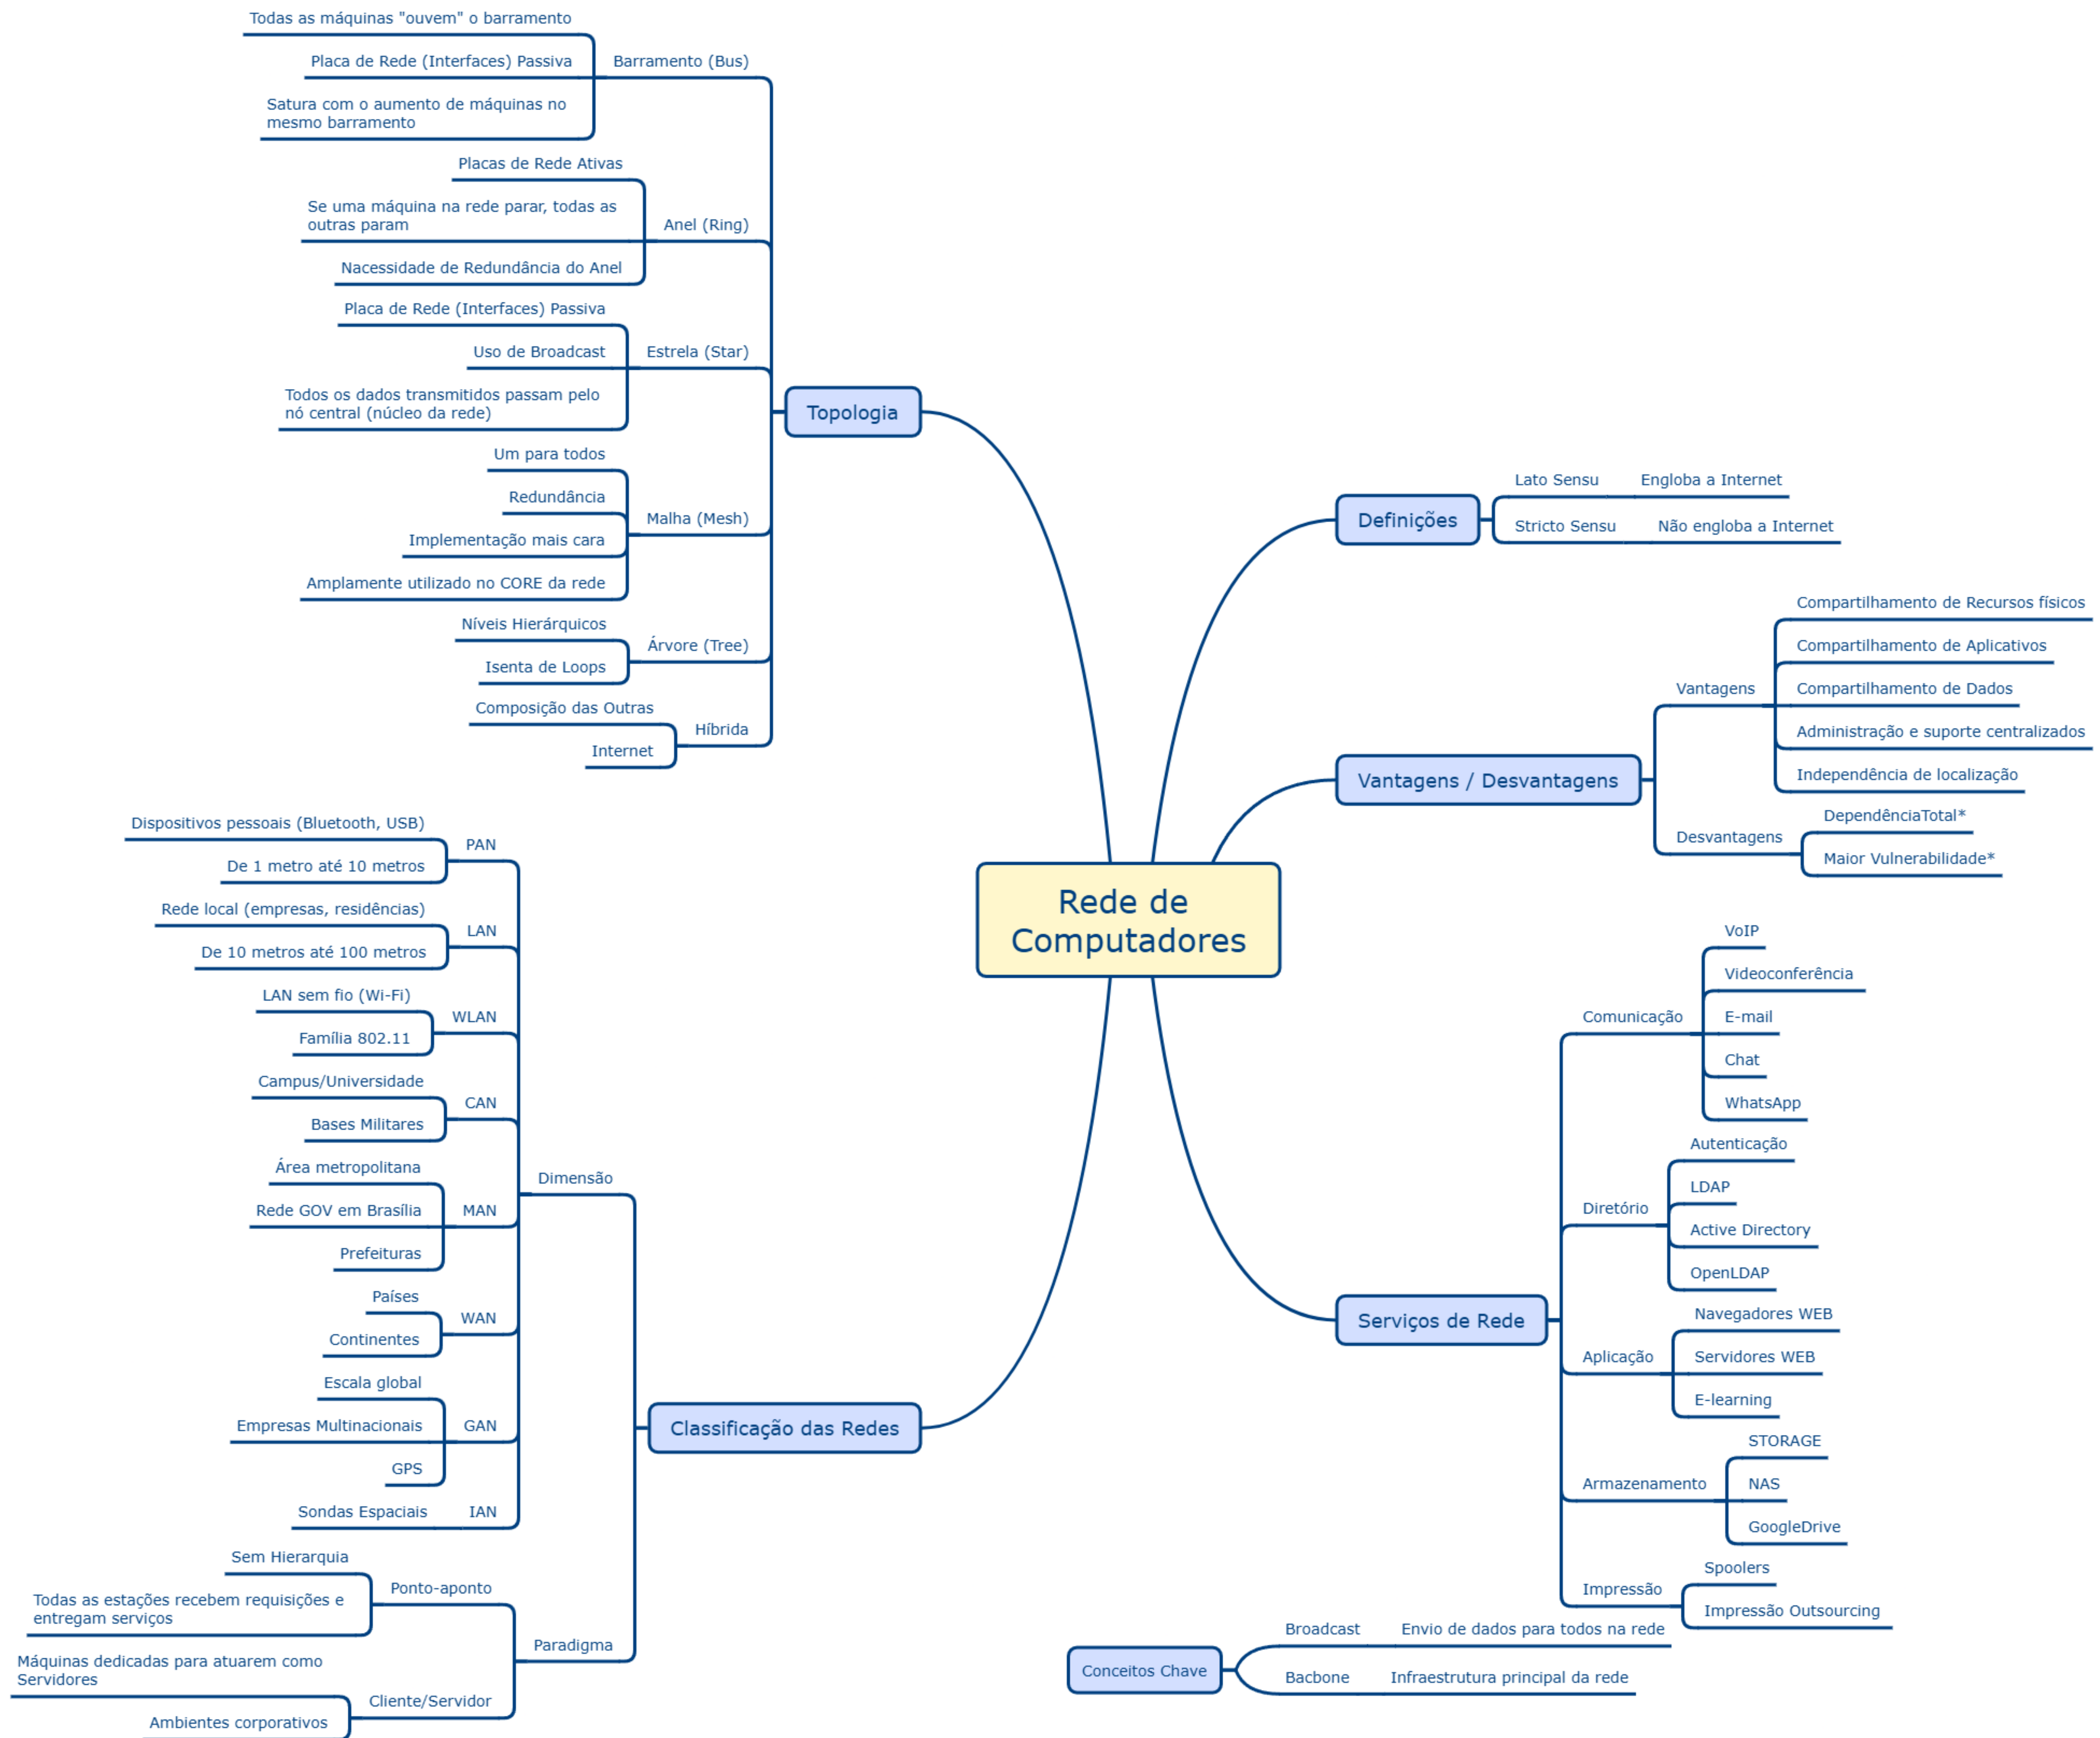 Rede de
Computadores
Topologia
Barramento (Bus)
Todas as máquinas "ouvem" o barramento
Placa de Rede (Interfaces) Passiva
Satura com o aumento de máquinas no
mesmo barramento
Anel (Ring)
Placas de Rede Ativas
Se uma máquina na rede parar, todas as
outras param
Nacessidade de Redundância do Anel
Estrela (Star)
Placa de Rede (Interfaces) Passiva
Uso de Broadcast
Todos os dados transmitidos passam pelo
nó central (núcleo da rede)
Malha (Mesh)
Um para todos
Redundância
Implementação mais cara
Amplamente utilizado no CORE da rede
Árvore (Tree)
Níveis Hierárquicos
Isenta de Loops
Híbrida
Composição das Outras
Internet
Definições
Lato Sensu
Engloba a Internet
Stricto Sensu
Não engloba a Internet
Vantagens / Desvantagens
Vantagens
Compartilhamento de Recursos físicos
Compartilhamento de Aplicativos
Compartilhamento de Dados
Administração e suporte centralizados
Independência de localização
Desvantagens
DependênciaTotal*
Maior Vulnerabilidade*
Serviços de Rede
Comunicação
VoIP
Videoconferência
E-mail
Chat
WhatsApp
Diretório
Autenticação
LDAP
Active Directory
OpenLDAP
Aplicação
Navegadores WEB
Servidores WEB
E-learning
Armazenamento
STORAGE
NAS
GoogleDrive
Impressão
Spoolers
Impressão Outsourcing
Classificação das Redes
Dimensão
PAN
Dispositivos pessoais (Bluetooth, USB)
De 1 metro até 10 metros
LAN
Rede local (empresas, residências)
De 10 metros até 100 metros
WLAN
LAN sem fio (Wi-Fi)
Família 802.11
CAN
Campus/Universidade
Bases Militares
MAN
Área metropolitana
Rede GOV em Brasília
Prefeituras
WAN
Países
Continentes
GAN
Escala global
Empresas Multinacionais
GPS
IAN
Sondas Espaciais
Paradigma
Ponto-aponto
Sem Hierarquia
Todas as estações recebem requisições e
entregam serviços
Cliente/Servidor
Máquinas dedicadas para atuarem como
Servidores
Ambientes corporativos
Conceitos Chave
Broadcast
Envio de dados para todos na rede
Bacbone
Infraestrutura principal da rede